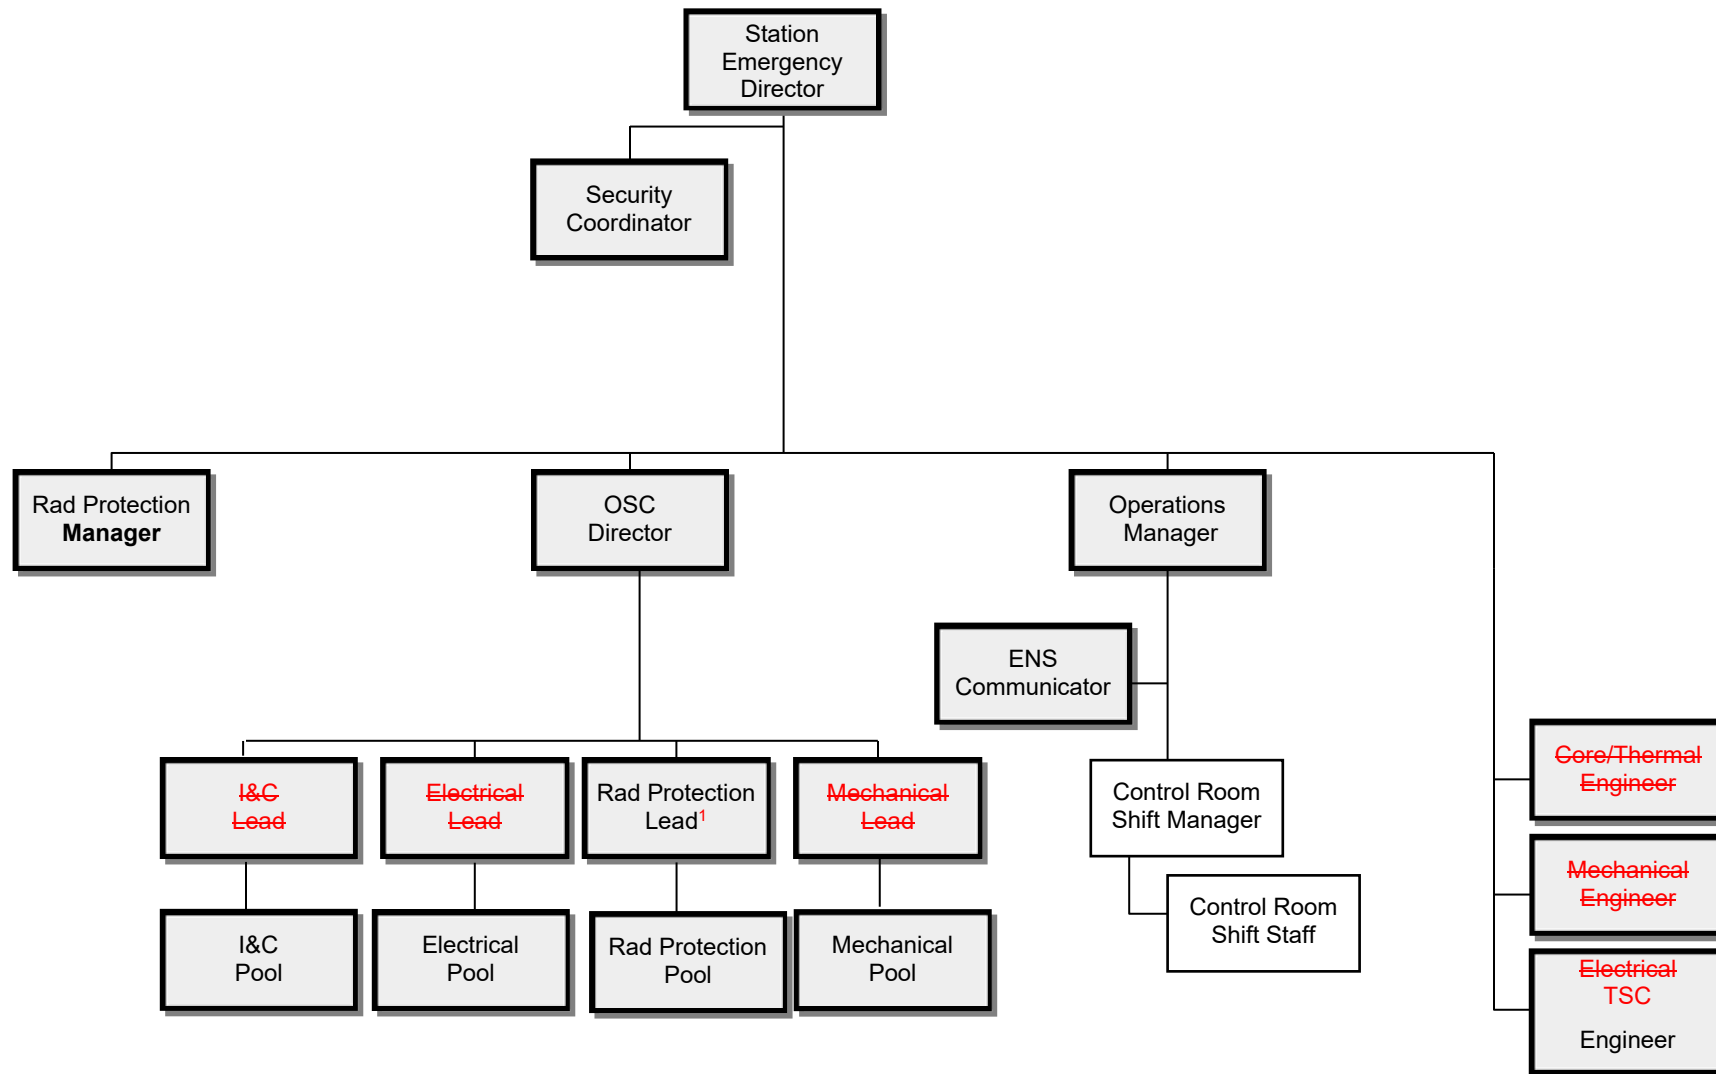 Station
Emergency
Director
Security
Coordinator
Rad Protection
Manager
OSC
Director
Operations
Manager
ENS
Communicator
I&C
Lead
Electrical
Lead
Rad Protection
Lead1
Mechanical
Lead
Control Room
Shift Manager
Core/Thermal
Engineer
Mechanical
Engineer
I&C
Pool
Electrical
Pool
Rad Protection
Pool
Mechanical
Pool
Control Room
Shift Staff
Electrical
TSC
Engineer